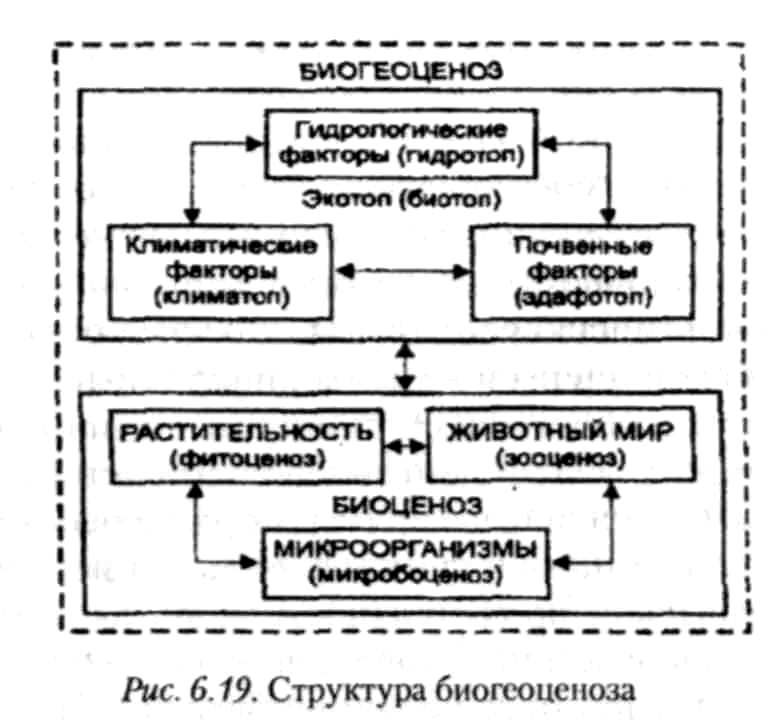 БИОГЕОЦЕНОЗ
Гидрологические
факторы (гидротоп)
Экотоп (биотоп)
Климатические
факторы
(климатоп)
Почвенные
факторы
(эдафотоп)
РАСТИТЕЛЬНОСТЬ
(фитоценоз)
ЖИВОТНЫЙ МИР
(зооценоз)
БИОЦЕНОЗ
МИКРООРГАНИЗМЫ
(микробоценоз)
Рис. 6.19. Структура биогеоценоза